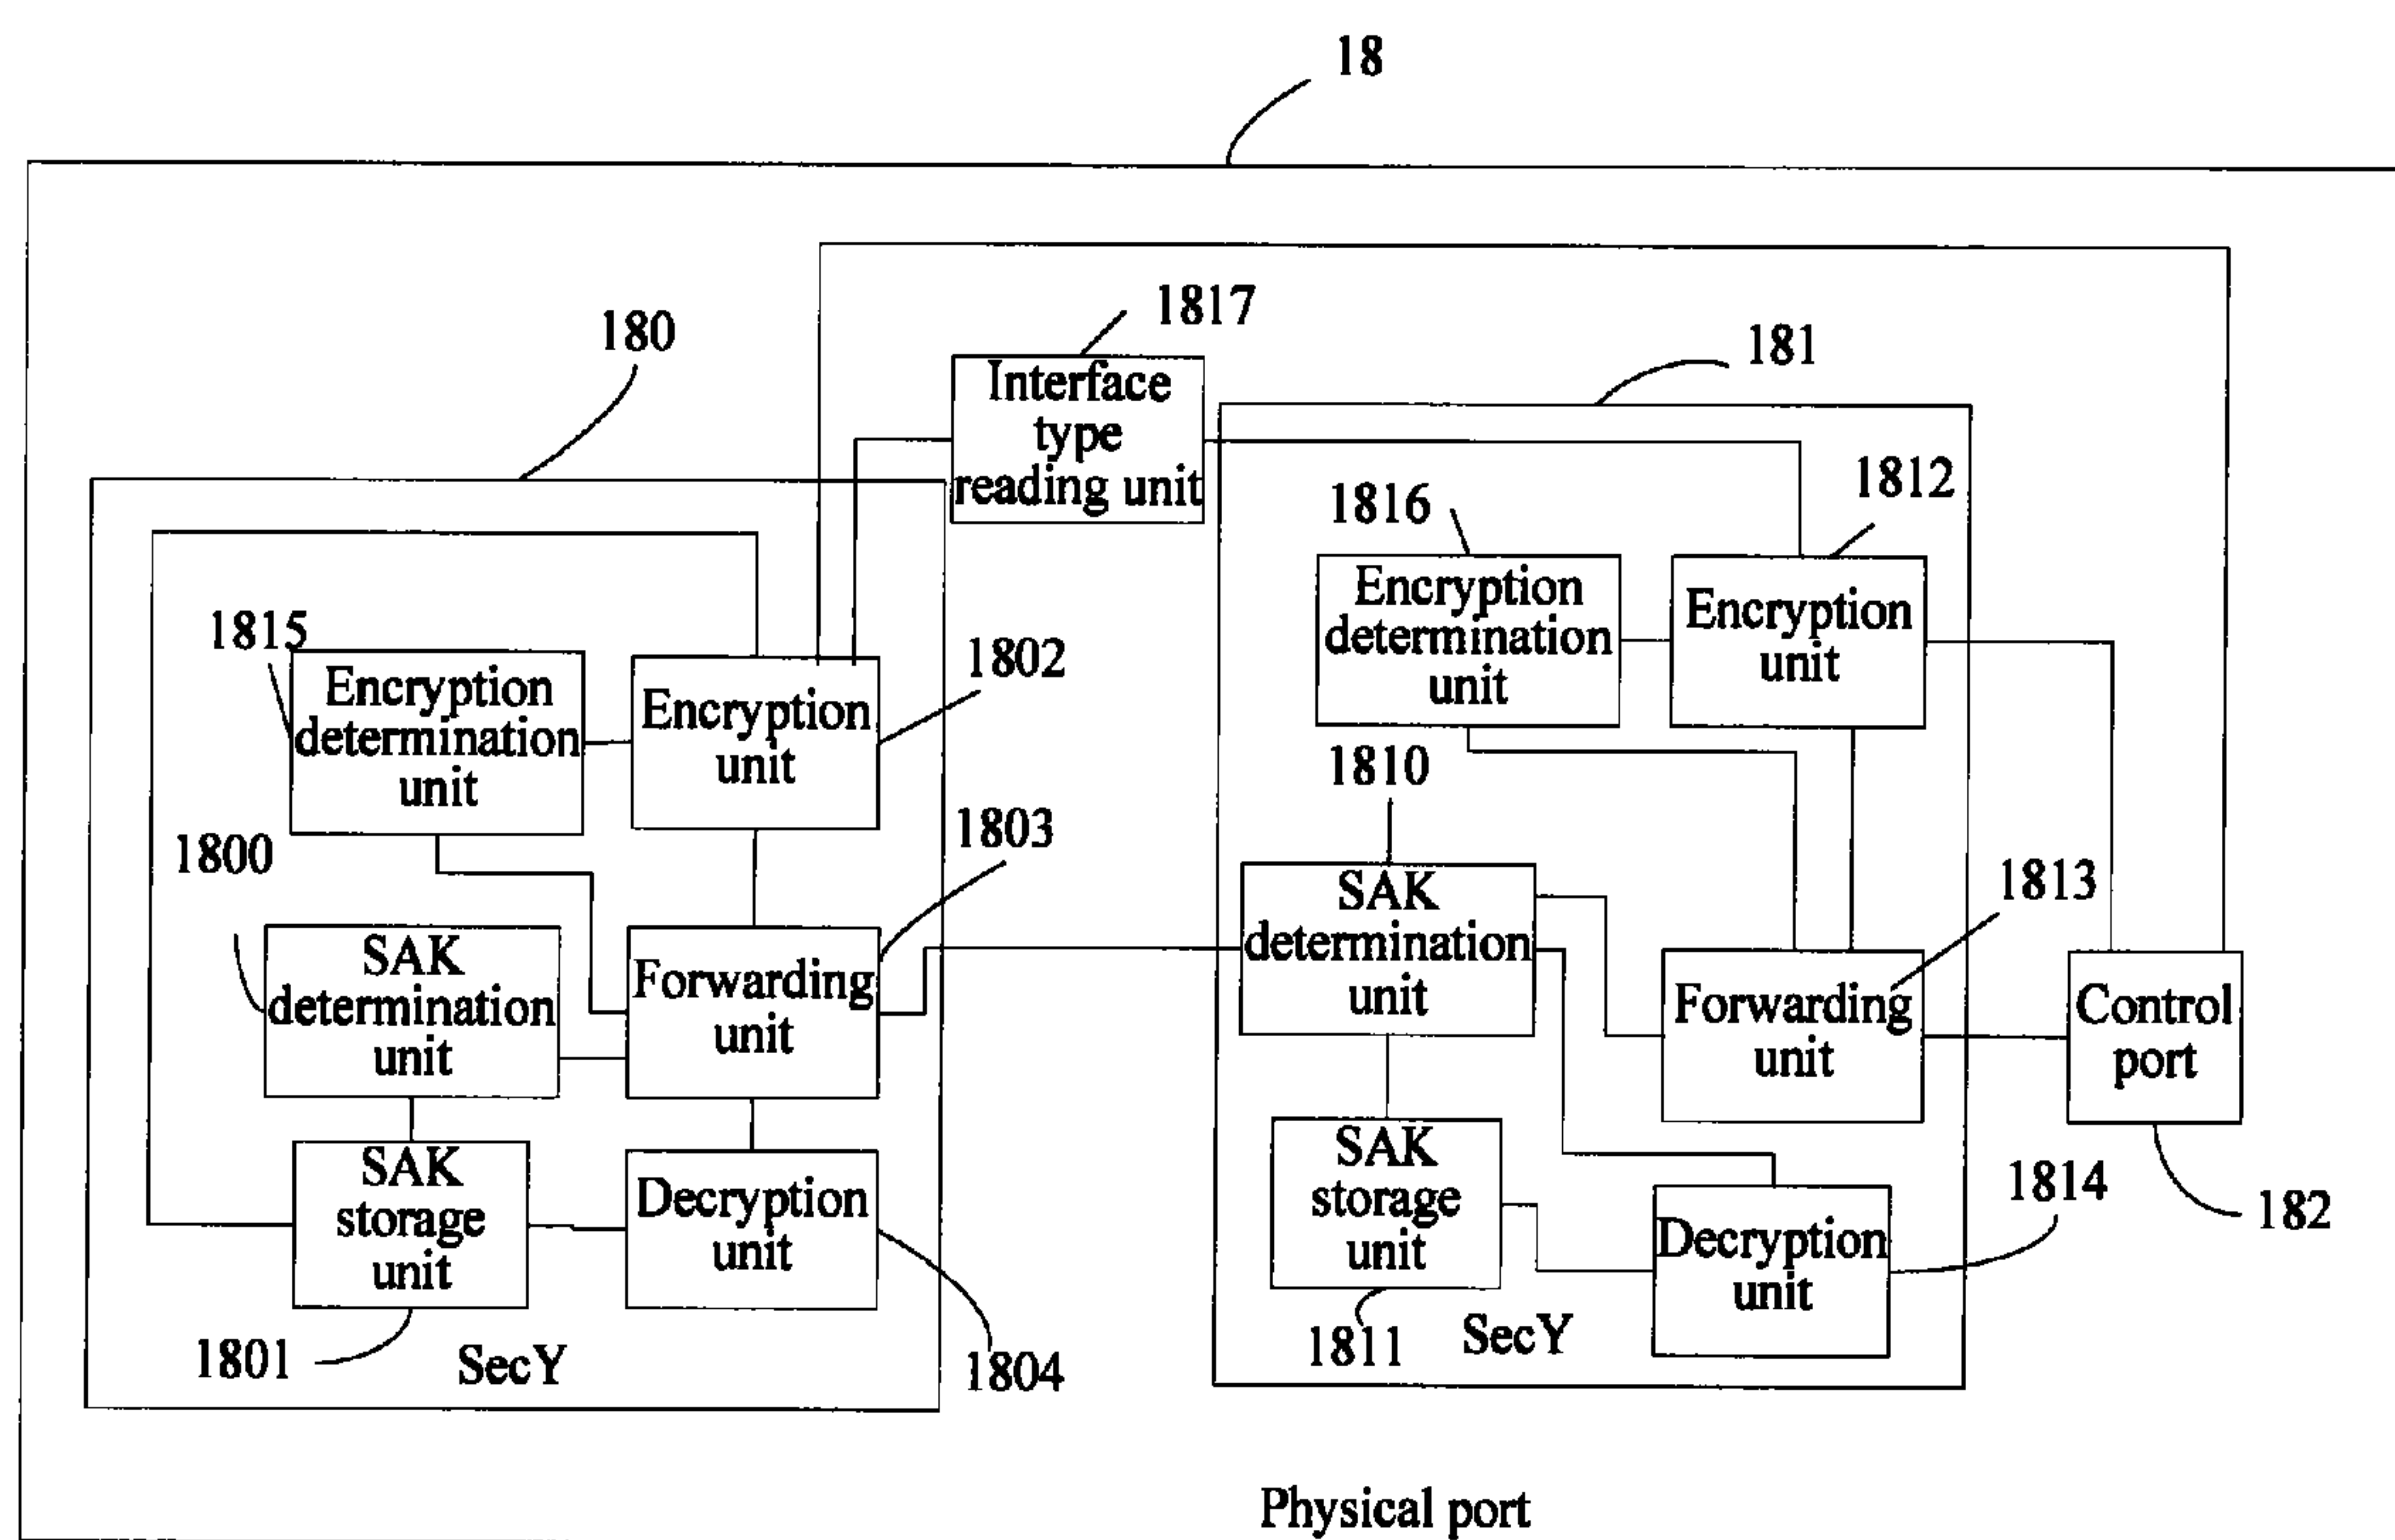 18
1817
180
181
Interface
type
reading unit
1812
1816
Encryption
determination
unit
Encryption
unit
1815
1802
Encryption
determination
unit
Encryption
unit
1810
1800
1803
1813
SAK
determination
unit
SAK
determination
unit
Forwarding
unit
Forwarding
unit
Control
port
SAK
storage
unit
SAK
storage
unit
Decryption
unit
Decryption
unit
1814
182
1801
SecY
1804
1811
SecY
Physical port